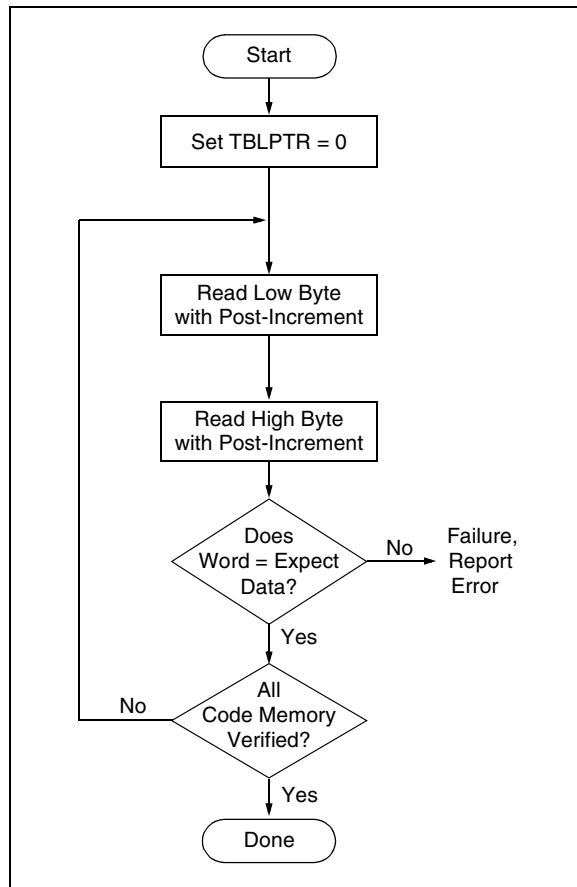 Start
Set TBLPTR = 0
Read Low Byte
with Post-Increment
Read High Byte
with Post-Increment
Does
Word = Expect
Data?
No
Failure,
Report
Error
Yes
All
Code Memory
Verified?
No
Yes
Done